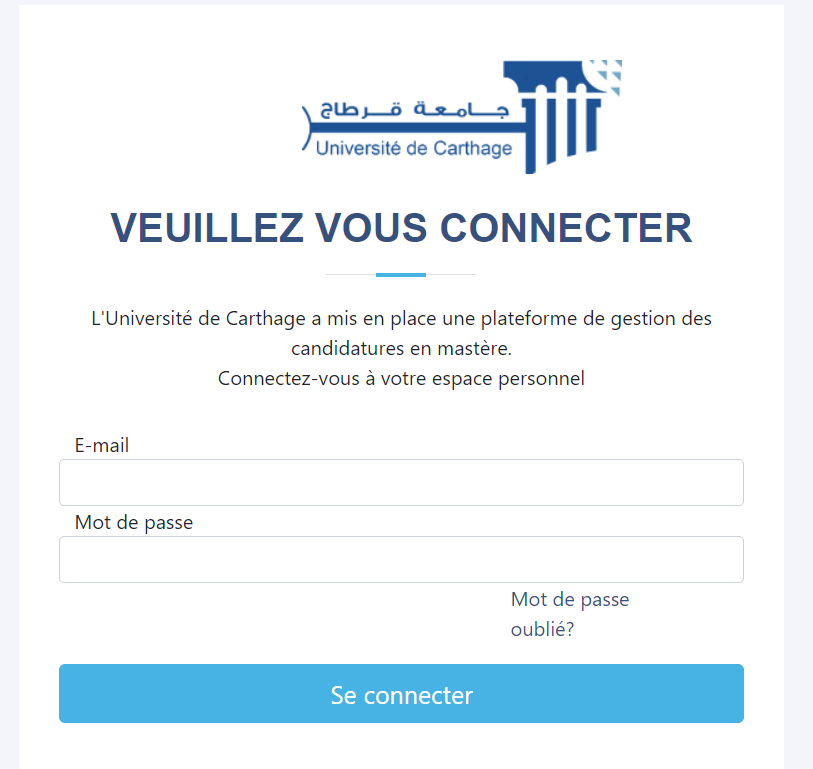 جامعة قرطاج
Université de Carthage
VEUILLEZ VOUS CONNECTER
L'Université de Carthage a mis en place une plateforme de gestion des
candidatures en mastère.
Connectez-vous à votre espace personnel
E-mail
Mot de passe
Mot de passe
oublié?
Se connecter